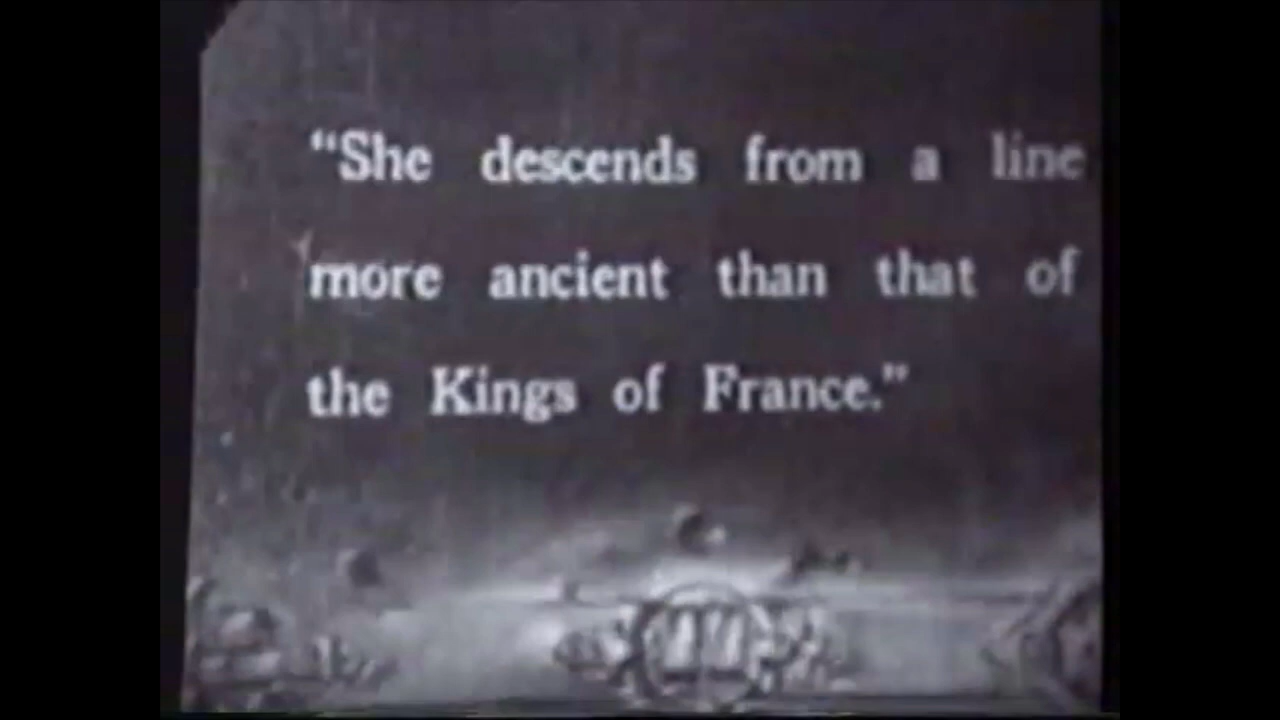 “She descends from a line
more ancient than that of
the Kings of France.”